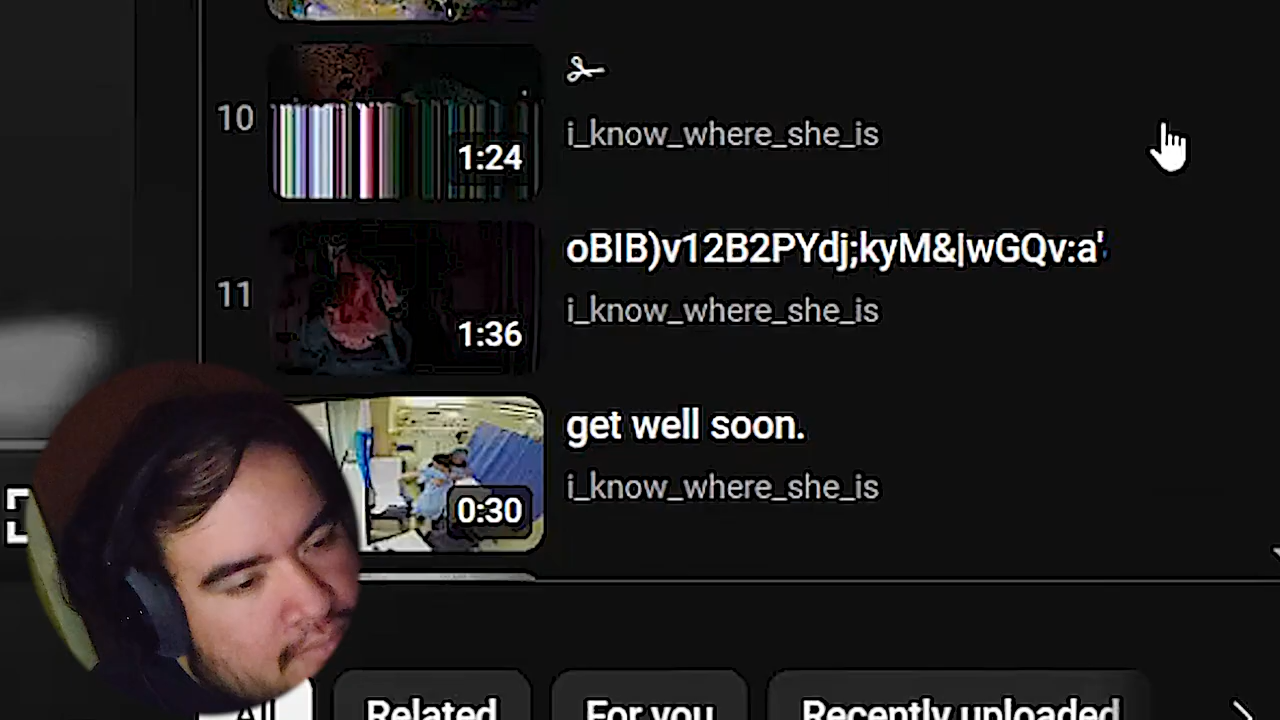 10
1:24
✂
i_know_where_she_is
11
1:36
oBIB)v12B2PYdj;kyM&|wGQv:a'
i_know_where_she_is
0:30
get well soon.
i_know_where_she_is
All
Related
For you
Recently uploaded